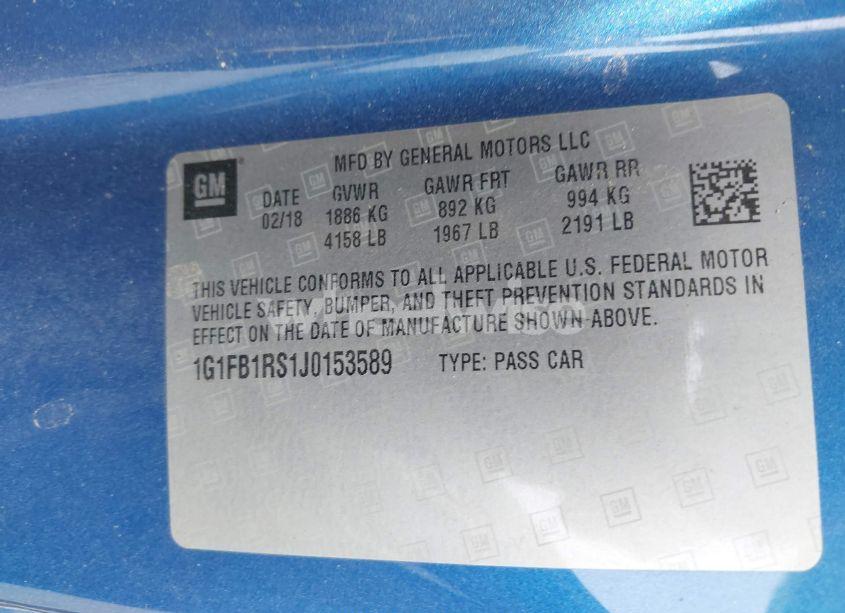 MFD BY GENERAL MOTORS LLC
GM
DATE GVWR GAWR FRT GAWR RR
02/18 1886 KG 892 KG 994 KG
4158 LB 1967 LB 2191 LB
THIS VEHICLE CONFORMS TO ALL APPLICABLE U.S. FEDERAL MOTOR
VEHICLE SAFETY, BUMPER, AND THEFT PREVENTION STANDARDS IN
EFFECT ON THE DATE OF MANUFACTURE SHOWN ABOVE.
1G1FB1RS1J0153589 TYPE: PASS CAR